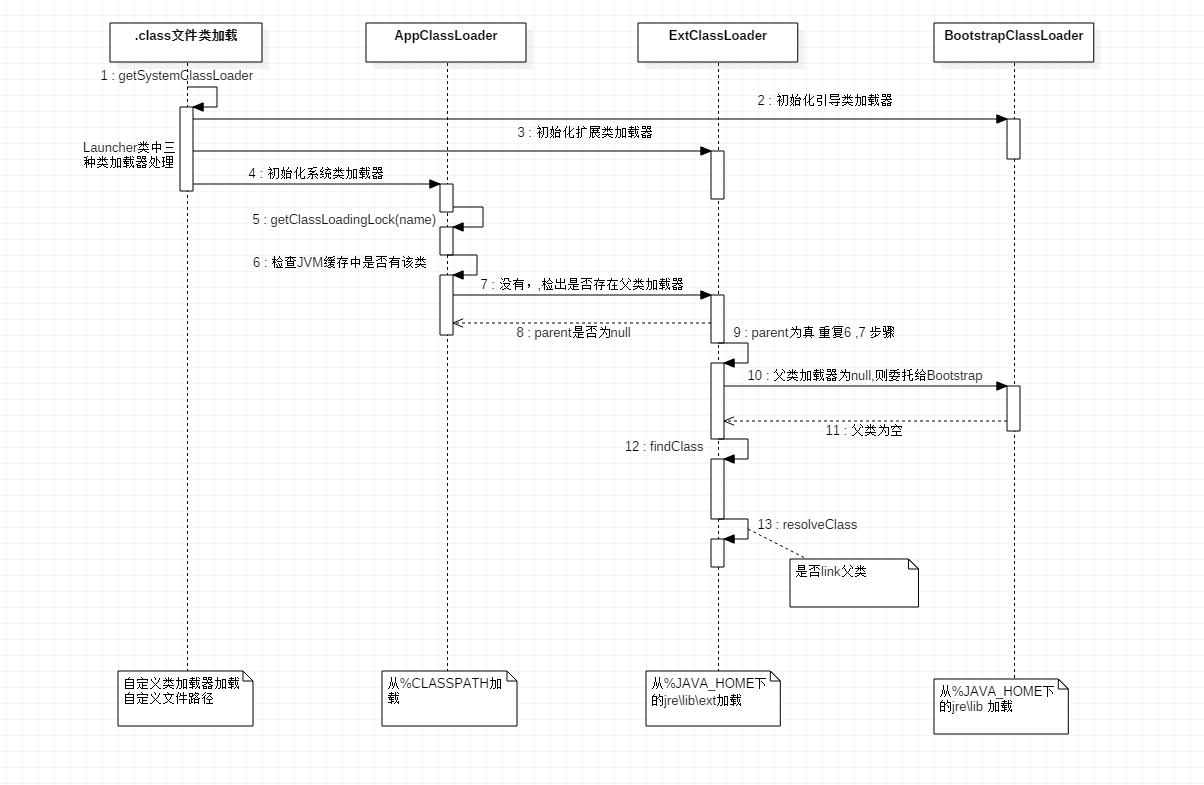 .class文件类加载
AppClassLoader
ExtClassLoader
BootstrapClassLoader
1 : getSystemClassLoader
2 : 初始化引导类加载器
3 : 初始化扩展类加载器
Launcher类中三
种类加载器处理
4 : 初始化系统类加载器
5 : getClassLoadingLock(name)
6 : 检查JVM缓存中是否有该类
7 : 没有，,检出是否存在父类加载器
8 : parent是否为null
9 : parent为真 重复6 ,7 步骤
10 : 父类加载器为null,则委托给Bootstrap
11 : 父类为空
12 : findClass
13 : resolveClass
是否link父类
自定义类加载器加载
自定义文件路径
从%CLASSPATH加
载
从%JAVA_HOME下
的jre\lib\ext加载
从%JAVA_HOME下
的jre\lib 加载